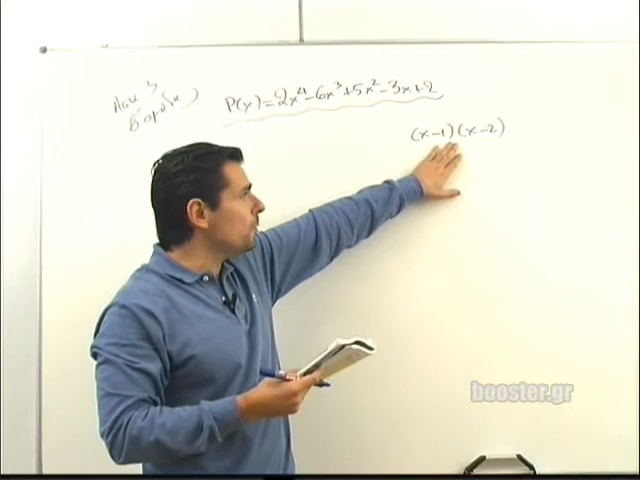 P(x)=2x⁴-6x³+5x²-3x+2
(x-1)(x-2)
booster.gr